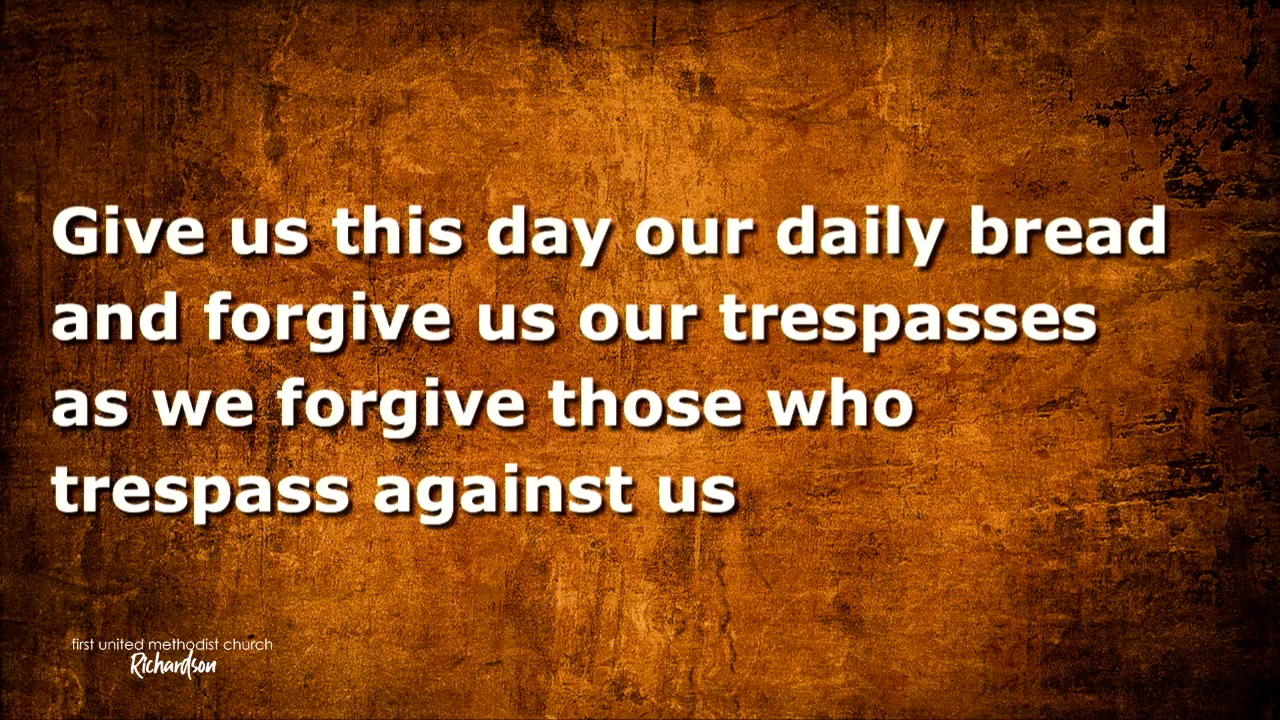 Give us this day our daily bread
and forgive us our trespasses
as we forgive those who
trespass against us
first united methodist church
Richardson